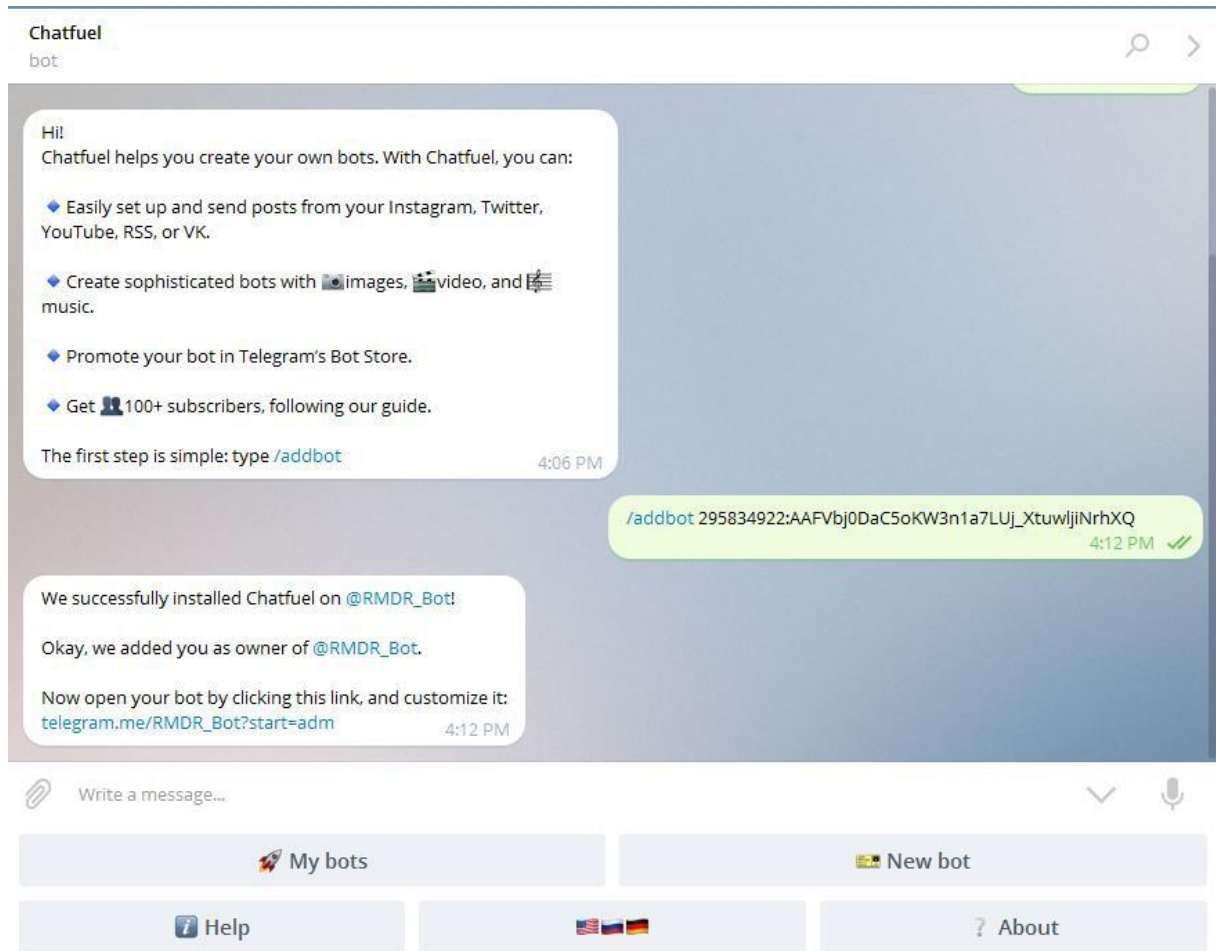 Chatfuel
bot
Hi!
Chatfuel helps you create your own bots. With Chatfuel, you can:
🔹 Easily set up and send posts from your Instagram, Twitter,
YouTube, RSS, or VK.
🔹 Create sophisticated bots with 📷images, 🎬video, and 🎼
music.
🔹 Promote your bot in Telegram's Bot Store.
🔹 Get 👥100+ subscribers, following our guide.
The first step is simple: type /addbot
4:06 PM
/addbot 295834922:AAFVbj0DaC5oKW3n1a7LUj_XtuwljiNrhXQ
4:12 PM
We successfully installed Chatfuel on @RMDR_Bot!
Okay, we added you as owner of @RMDR_Bot.
Now open your bot by clicking this link, and customize it:
telegram.me/RMDR_Bot?start=adm
4:12 PM
Write a message...
🚀 My bots
🎫 New bot
ℹ️ Help
🇺🇸🇷🇺🇩🇪
❔ About